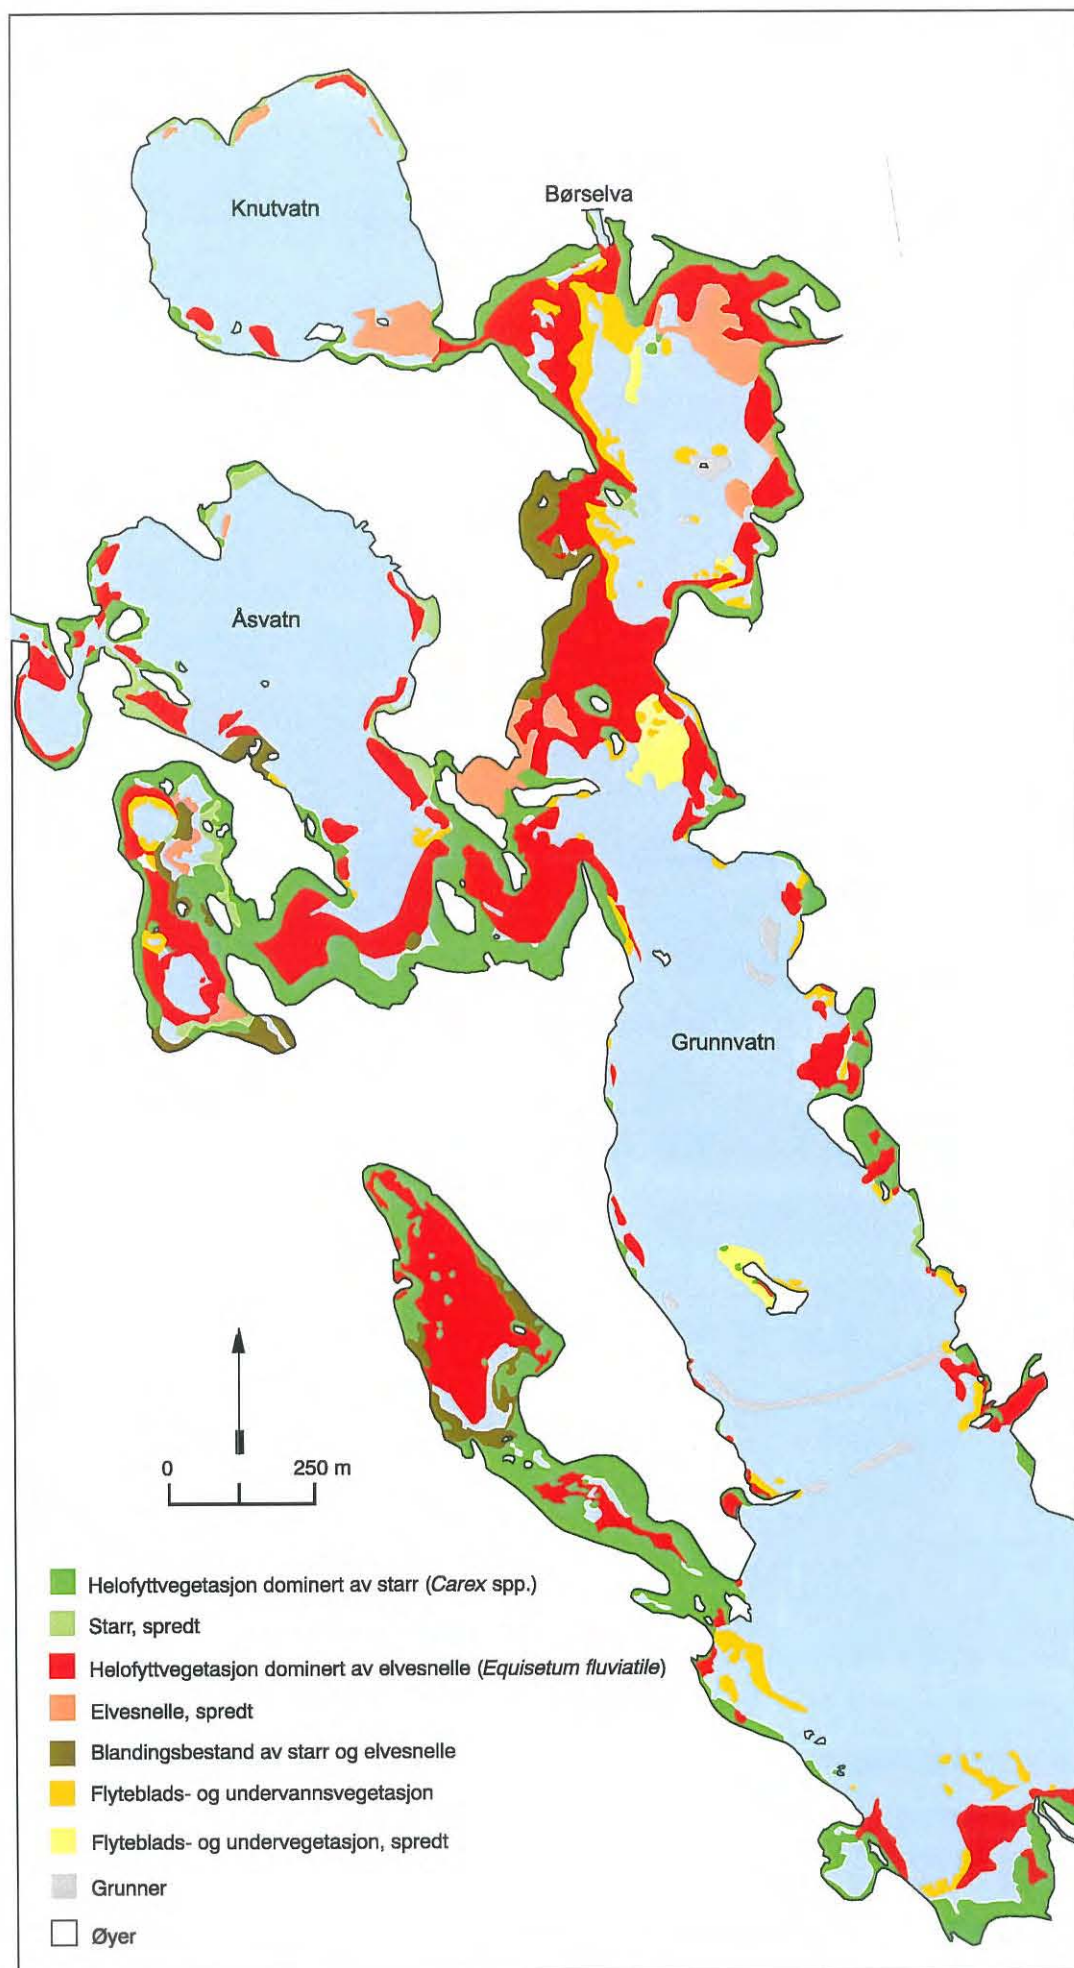 Knutvatn
Børselva
Åsvatn
Grunnvatn
0 250 m
Helofyttvegetasjon dominert av starr (Carex spp.)
Starr, spredt
Helofyttvegetasjon dominert av elvesnelle (Equisetum fluviatile)
Elvesnelle, spredt
Blandingsbestand av starr og elvesnelle
Flyteblads- og undervannsvegetasjon
Flyteblads- og undervegetasjon, spredt
Grunner
Øyer